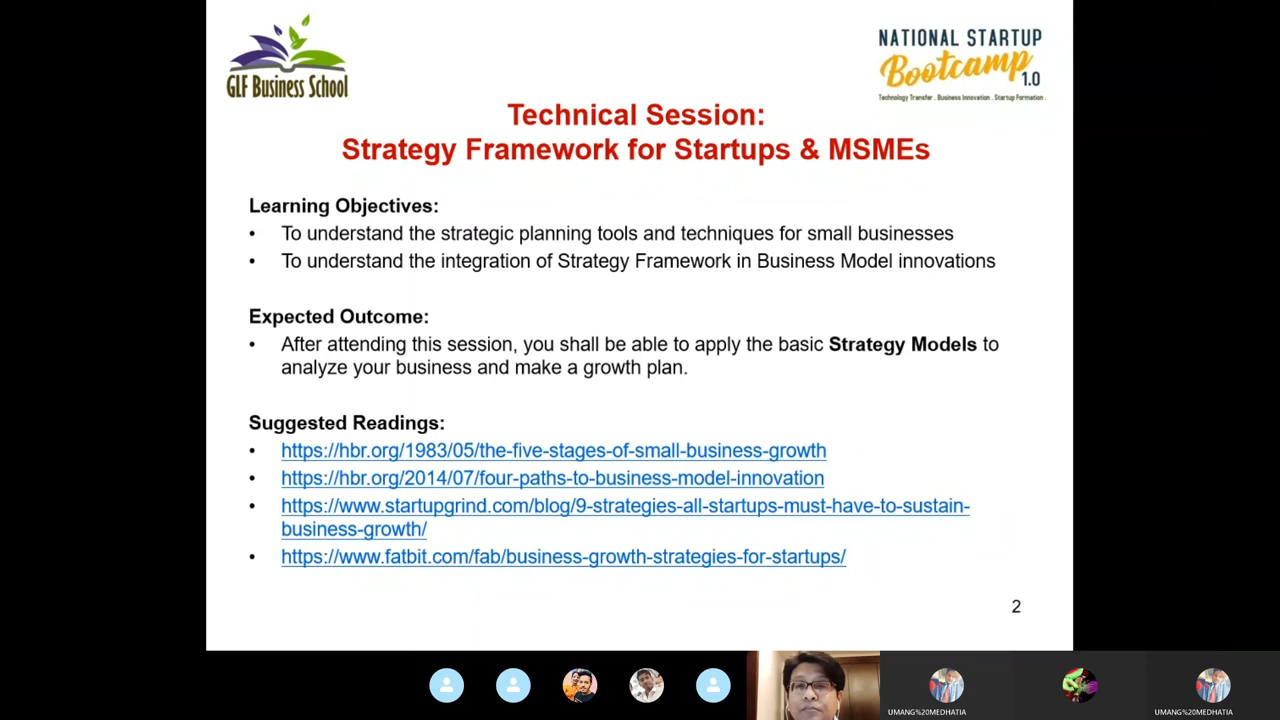 GLF Business School
NATIONAL STARTUP
Bootcamp
1.0
Technology Transfer . Business Innovation . Startup Formation .
Technical Session:
Strategy Framework for Startups & MSMEs
Learning Objectives:
• To understand the strategic planning tools and techniques for small businesses
• To understand the integration of Strategy Framework in Business Model innovations
Expected Outcome:
• After attending this session, you shall be able to apply the basic Strategy Models to
analyze your business and make a growth plan.
Suggested Readings:
• https://hbr.org/1983/05/the-five-stages-of-small-business-growth
• https://hbr.org/2014/07/four-paths-to-business-model-innovation
• https://www.startupgrind.com/blog/9-strategies-all-startups-must-have-to-sustain-
business-growth/
• https://www.fatbit.com/fab/business-growth-strategies-for-startups/
2
UMANG%20MEDHATIA
UMANG%20MEDHATIA